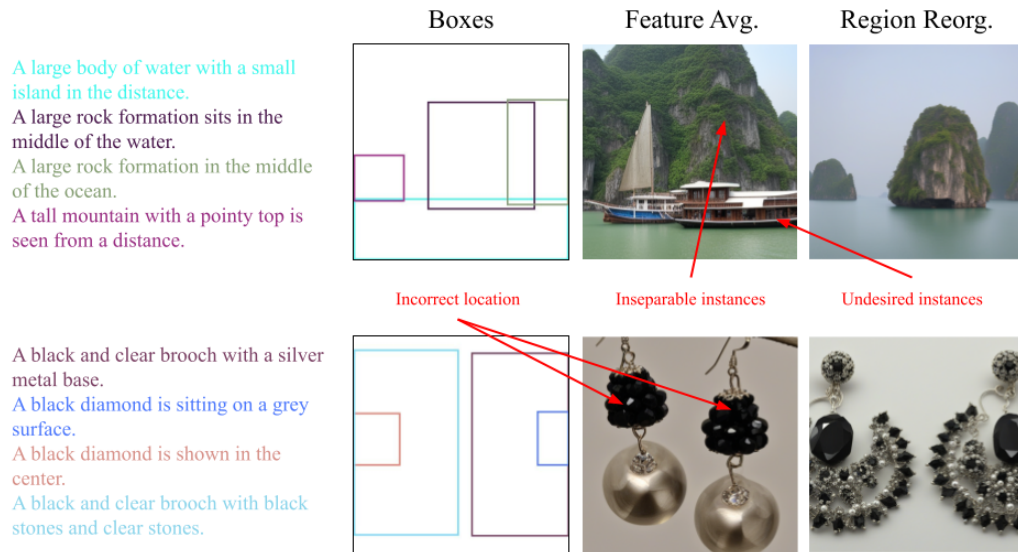 Boxes
Feature Avg.
Region Reorg.
A large body of water with a small
island in the distance.
A large rock formation sits in the
middle of the water.
A large rock formation in the middle
of the ocean.
A tall mountain with a pointy top is
seen from a distance.
Incorrect location
Inseparable instances
Undesired instances
A black and clear brooch with a silver
metal base.
A black diamond is sitting on a grey
surface.
A black diamond is shown in the
center.
A black and clear brooch with black
stones and clear stones.